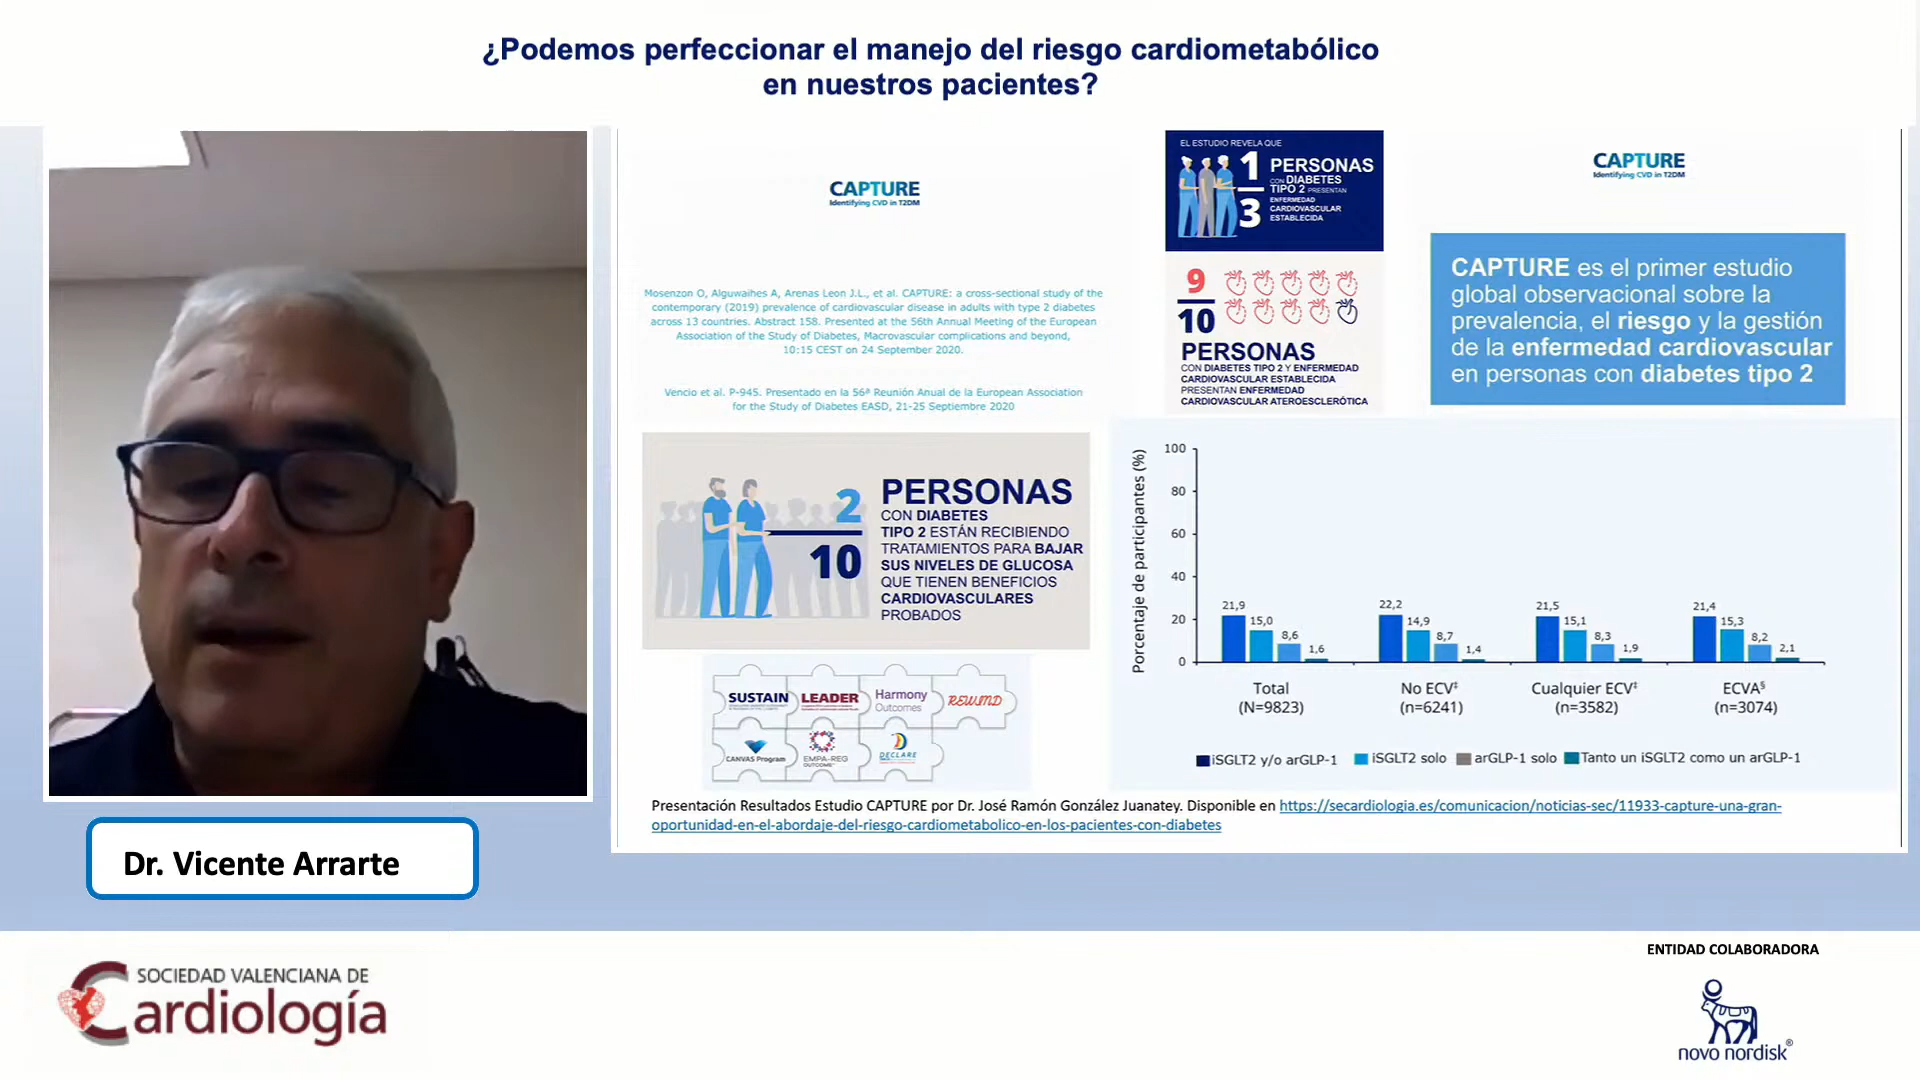 ¿Podemos perfeccionar el manejo del riesgo cardiometabólico
en nuestros pacientes?
CAPTURE
Identifying CVD in T2DM
Mosenzon O, Alguwaihes A, Arenas Leon J.L., et al. CAPTURE: a cross-sectional study of the
contemporary (2019) prevalence of cardiovascular disease in adults with type 2 diabetes
across 13 countries. Abstract 158. Presented at the 56th Annual Meeting of the European
Association of the Study of Diabetes, Macrovascular complications and beyond,
10:15 CEST on 24 September 2020.
Vencio et al. P-945. Presentado en la 56ª Reunión Anual de la European Association
for the Study of Diabetes EASD, 21-25 Septiembre 2020
EL ESTUDIO REVELA QUE
1
3
PERSONAS
CON DIABETES
TIPO 2 PRESENTAN
ENFERMEDAD
CARDIOVASCULAR
ESTABLECIDA
9
10
PERSONAS
CON DIABETES TIPO 2 Y ENFERMEDAD
CARDIOVASCULAR ESTABLECIDA
PRESENTAN ENFERMEDAD
CARDIOVASCULAR ATEROESCLERÓTICA
CAPTURE
Identifying CVD in T2DM
CAPTURE es el primer estudio
global observacional sobre la
prevalencia, el riesgo y la gestión
de la enfermedad cardiovascular
en personas con diabetes tipo 2
2
10
PERSONAS
CON DIABETES
TIPO 2 ESTÁN RECIBIENDO
TRATAMIENTOS PARA BAJAR
SUS NIVELES DE GLUCOSA
QUE TIENEN BENEFICIOS
CARDIOVASCULARES
PROBADOS
SUSTAIN
LEADER
Harmony
Outcomes
REWIND
CANVAS Program
EMPA-REG
OUTCOME
DECLARE
Porcentaje de participantes (%)
100
80
60
40
20
0
21,9 15,0 8,6 1,6
22,2 14,9 8,7 1,4
21,5 15,1 8,3 1,9
21,4 15,3 8,2 2,1
Total No ECV‡ Cualquier ECV‡ ECVA§
(N=9823) (n=6241) (n=3582) (n=3074)
iSGLT2 y/o arGLP-1 iSGLT2 solo arGLP-1 solo Tanto un iSGLT2 como un arGLP-1
Presentación Resultados Estudio CAPTURE por Dr. José Ramón González Juanatey. Disponible en https://secardiologia.es/comunicacion/noticias-sec/11933-capture-una-gran-
oportunidad-en-el-abordaje-del-riesgo-cardiometabolico-en-los-pacientes-con-diabetes
Dr. Vicente Arrarte
SOCIEDAD VALENCIANA DE
Cardiología
ENTIDAD COLABORADORA
novo nordisk®